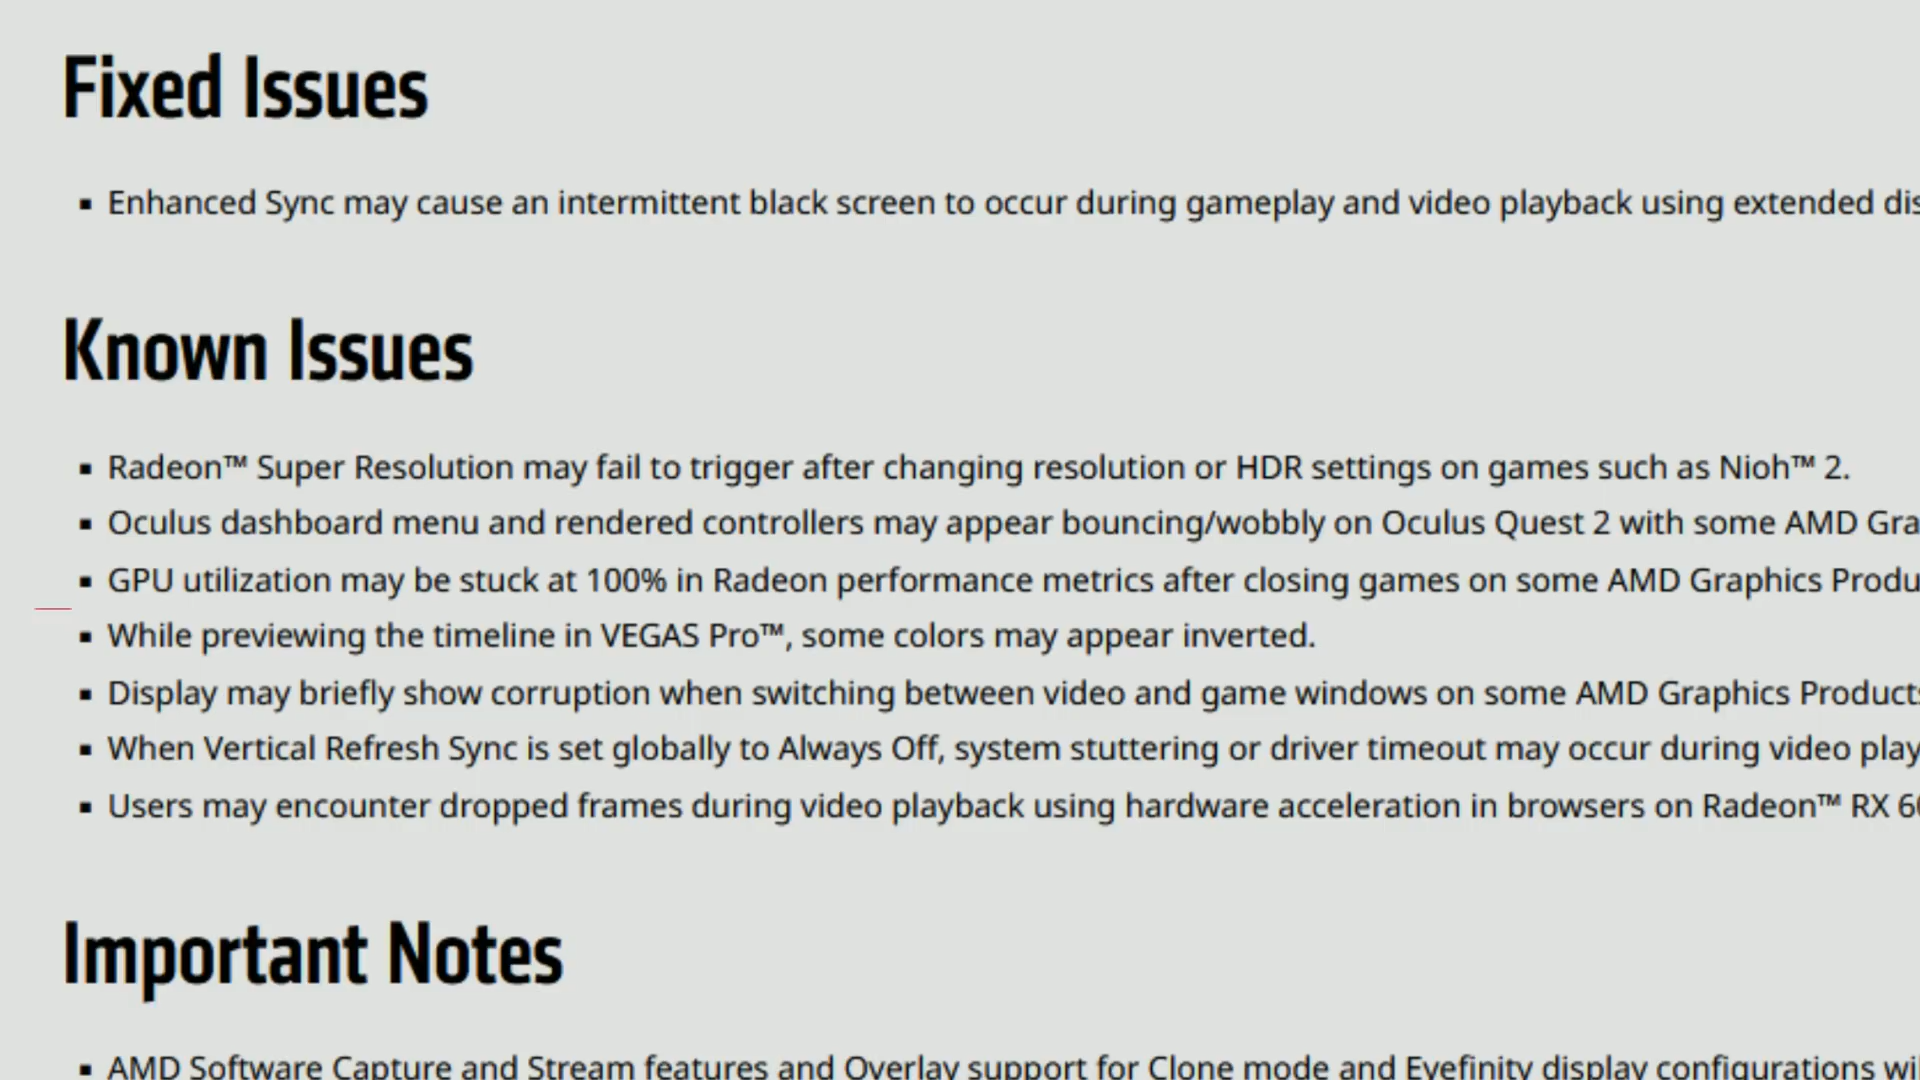 Fixed Issues
▪ Enhanced Sync may cause an intermittent black screen to occur during gameplay and video playback using extended
Known Issues
▪ Radeon™ Super Resolution may fail to trigger after changing resolution or HDR settings on games such as Nioh™ 2.
▪ Oculus dashboard menu and rendered controllers may appear bouncing/wobbly on Oculus Quest 2 with some AMD
▪ GPU utilization may be stuck at 100% in Radeon performance metrics after closing games on some AMD Graphics
▪ While previewing the timeline in VEGAS Pro™, some colors may appear inverted.
▪ Display may briefly show corruption when switching between video and game windows on some AMD Graphics Products
▪ When Vertical Refresh Sync is set globally to Always Off, system stuttering or driver timeout may occur during video
▪ Users may encounter dropped frames during video playback using hardware acceleration in browsers on Radeon™ RX
Important Notes
▪ AMD Software Capture and Stream features and Overlay support for Clone mode and Eyefinity display configurations